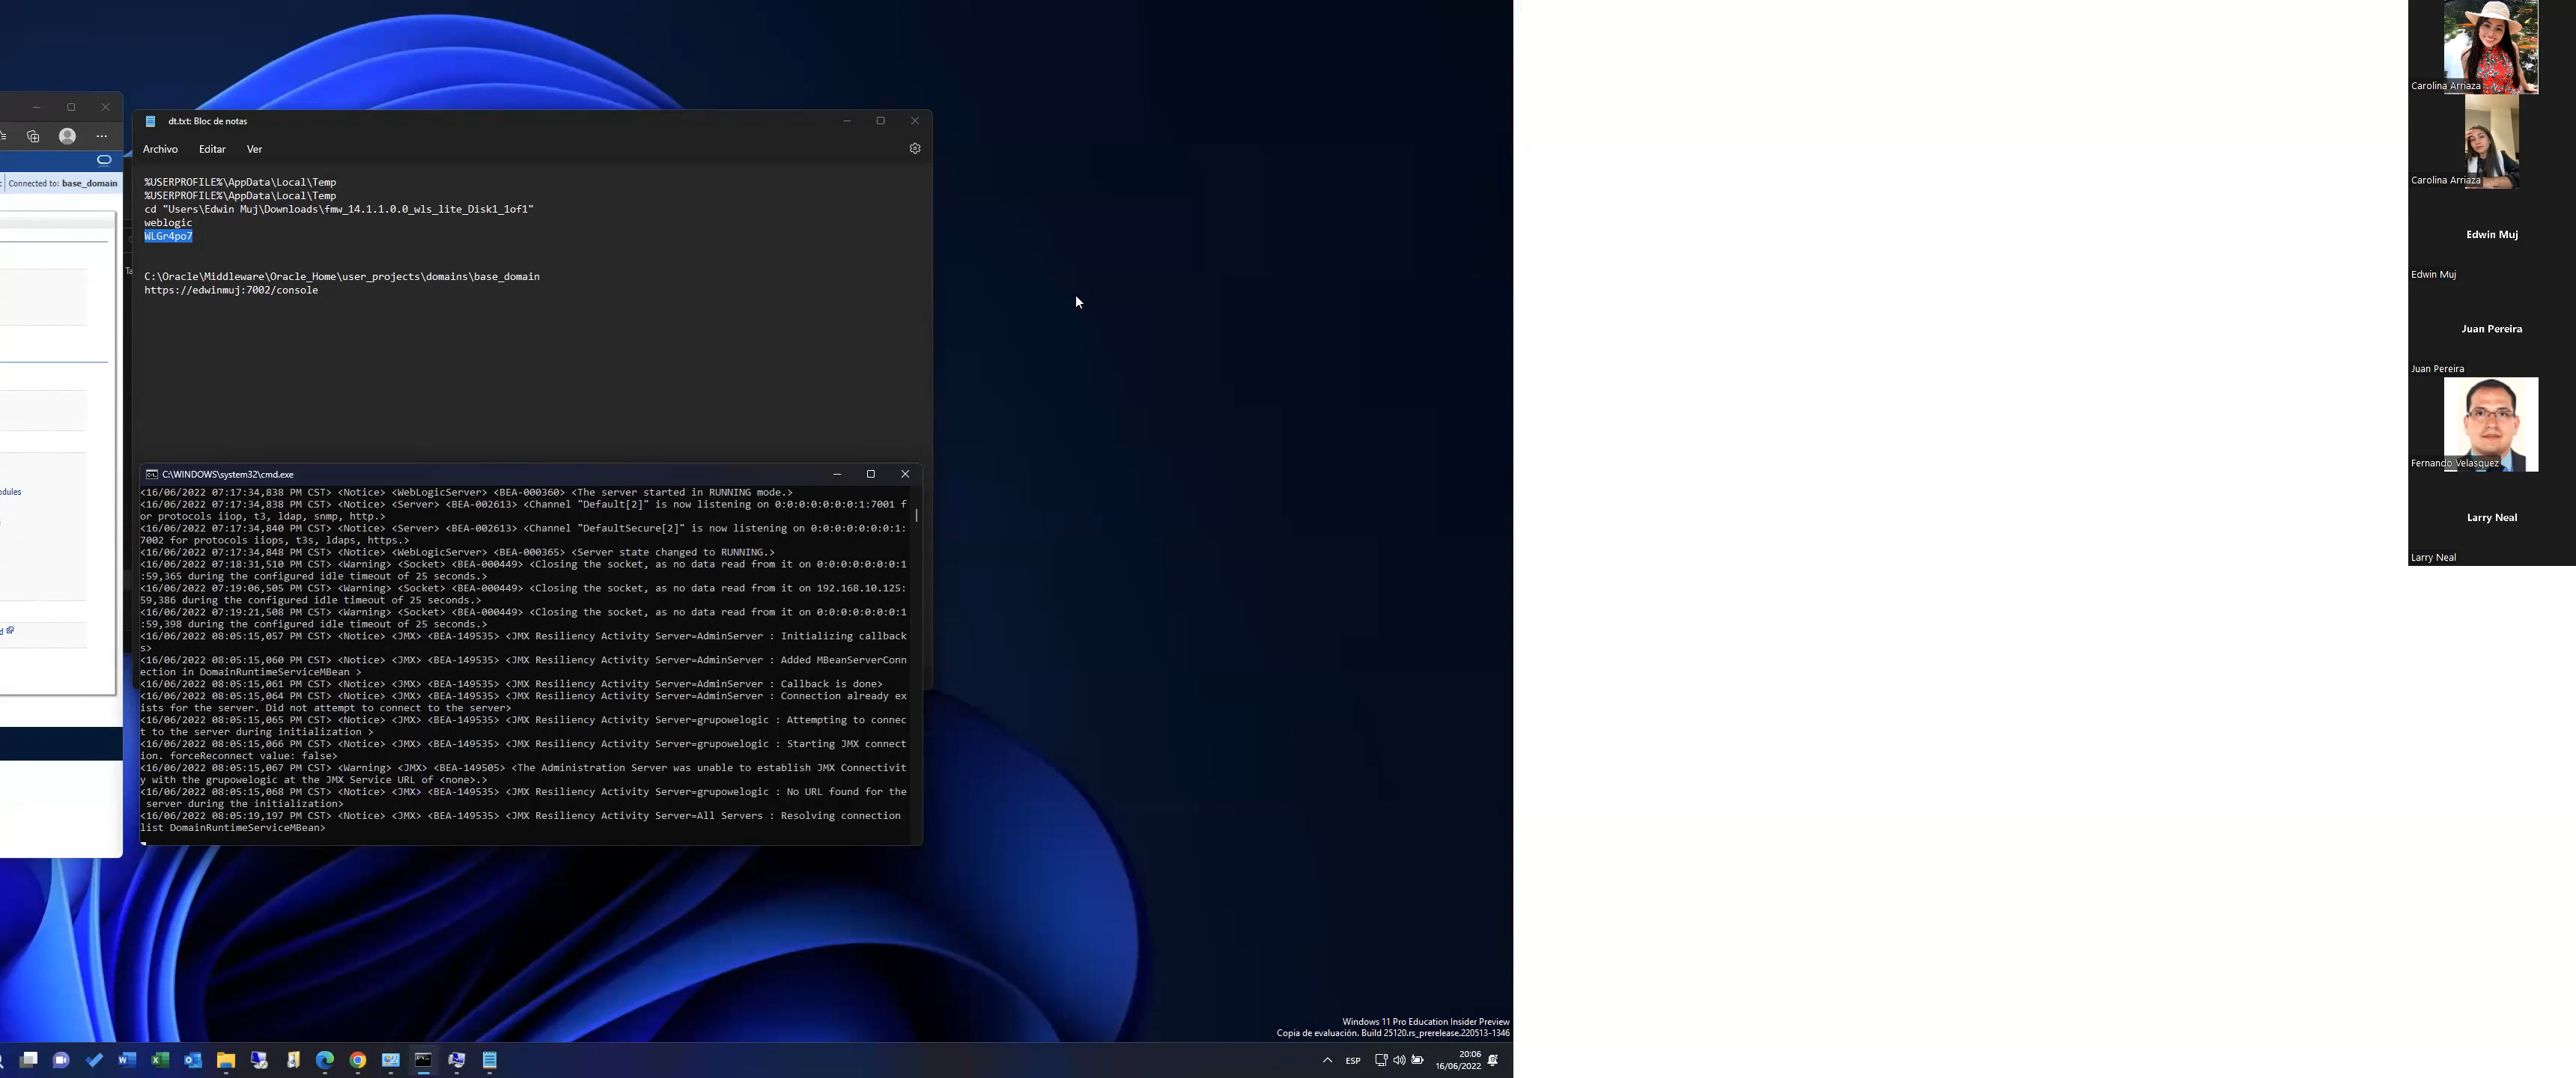 Connected to: base_domain
odules
d
dt.txt: Bloc de notas
Archivo Editar Ver
%USERPROFILE%\AppData\Local\Temp
%USERPROFILE%\AppData\Local\Temp
cd "Users\Edwin Muj\Downloads\fmw_14.1.1.0.0_wls_lite_Disk1_1of1"
weblogic
WLGr4po7
C:\Oracle\Middleware\Oracle_Home\user_projects\domains\base_domain
https://edwinmuj:7002/console
Ta
C:\WINDOWS\system32\cmd.exe
<16/06/2022 07:17:34,838 PM CST> <Notice> <WebLogicServer> <BEA-000360> <The server started in RUNNING mode.>
<16/06/2022 07:17:34,838 PM CST> <Notice> <Server> <BEA-002613> <Channel "Default[2]" is now listening on 0:0:0:0:0:0:0:1:7001 f
or protocols iiop, t3, ldap, snmp, http.>
<16/06/2022 07:17:34,840 PM CST> <Notice> <Server> <BEA-002613> <Channel "DefaultSecure[2]" is now listening on 0:0:0:0:0:0:0:1:
7002 for protocols iiops, t3s, ldaps, https.>
<16/06/2022 07:17:34,848 PM CST> <Notice> <WebLogicServer> <BEA-000365> <Server state changed to RUNNING.>
<16/06/2022 07:18:31,510 PM CST> <Warning> <Socket> <BEA-000449> <Closing the socket, as no data read from it on 0:0:0:0:0:0:0:1
:59,365 during the configured idle timeout of 25 seconds.>
<16/06/2022 07:19:06,505 PM CST> <Warning> <Socket> <BEA-000449> <Closing the socket, as no data read from it on 192.168.10.125:
59,386 during the configured idle timeout of 25 seconds.>
<16/06/2022 07:19:21,508 PM CST> <Warning> <Socket> <BEA-000449> <Closing the socket, as no data read from it on 0:0:0:0:0:0:0:1
:59,398 during the configured idle timeout of 25 seconds.>
<16/06/2022 08:05:15,057 PM CST> <Notice> <JMX> <BEA-149535> <JMX Resiliency Activity Server=AdminServer : Initializing callback
s>
<16/06/2022 08:05:15,060 PM CST> <Notice> <JMX> <BEA-149535> <JMX Resiliency Activity Server=AdminServer : Added MBeanServerConn
ection in DomainRuntimeServiceMBean >
<16/06/2022 08:05:15,061 PM CST> <Notice> <JMX> <BEA-149535> <JMX Resiliency Activity Server=AdminServer : Callback is done>
<16/06/2022 08:05:15,064 PM CST> <Notice> <JMX> <BEA-149535> <JMX Resiliency Activity Server=AdminServer : Connection already ex
ists for the server. Did not attempt to connect to the server>
<16/06/2022 08:05:15,065 PM CST> <Notice> <JMX> <BEA-149535> <JMX Resiliency Activity Server=grupowelogic : Attempting to connec
t to the server during initialization >
<16/06/2022 08:05:15,066 PM CST> <Notice> <JMX> <BEA-149535> <JMX Resiliency Activity Server=grupowelogic : Starting JMX connect
ion. forceReconnect value: false>
<16/06/2022 08:05:15,067 PM CST> <Warning> <JMX> <BEA-149505> <The Administration Server was unable to establish JMX Connectivit
y with the grupowelogic at the JMX Service URL of <none>.>
<16/06/2022 08:05:15,068 PM CST> <Notice> <JMX> <BEA-149535> <JMX Resiliency Activity Server=grupowelogic : No URL found for the
server during the initialization>
<16/06/2022 08:05:19,197 PM CST> <Notice> <JMX> <BEA-149535> <JMX Resiliency Activity Server=All Servers : Resolving connection
list DomainRuntimeServiceMBean>
Windows 11 Pro Education Insider Preview
Copia de evaluación. Build 25120.rs_prerelease.220513-1346
ESP
20:06
16/06/2022
Carolina Arriaza
Carolina Arriaza
Edwin Muj
Edwin Muj
Juan Pereira
Juan Pereira
Fernando Velasquez
Larry Neal
Larry Neal